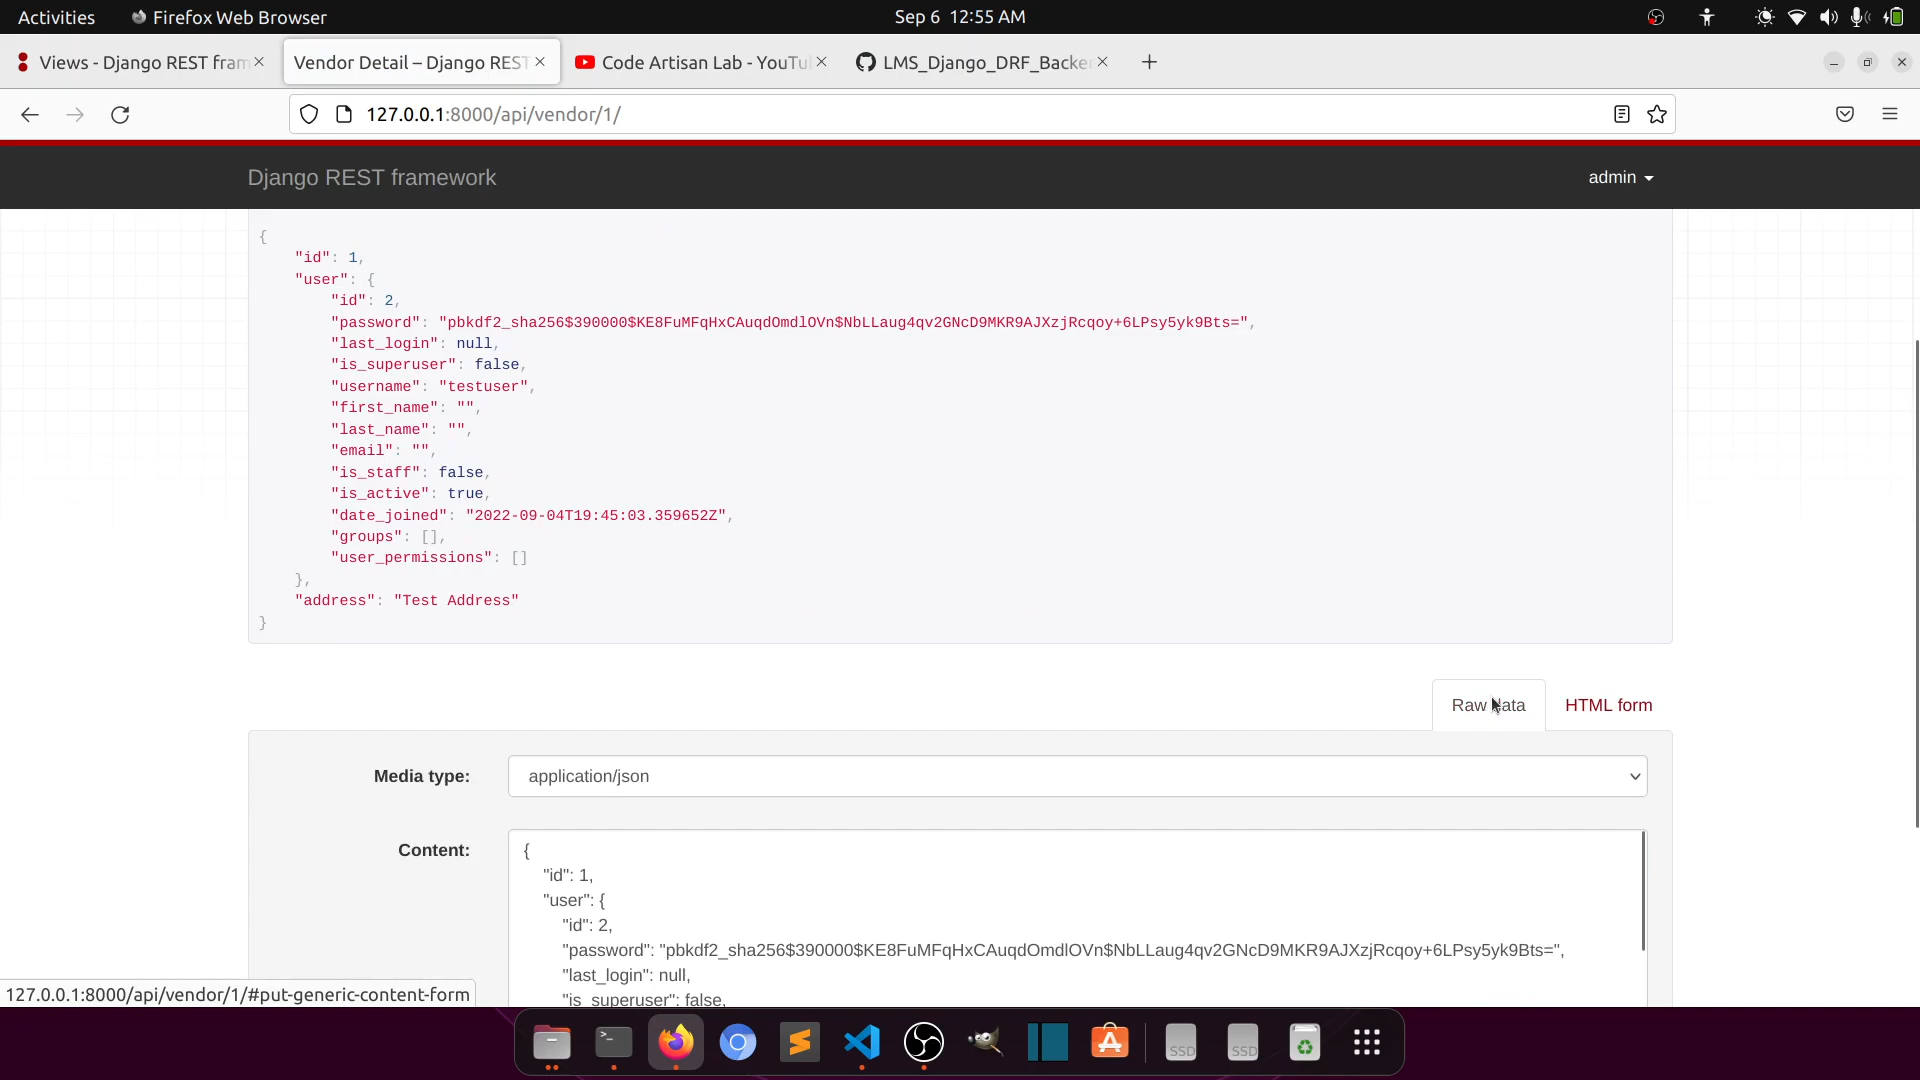 Activities
Firefox Web Browser
Sep 6 12:55 AM
Views - Django REST fram
Vendor Detail – Django REST
Code Artisan Lab - YouTu
LMS_Django_DRF_Backe
127.0.0.1:8000/api/vendor/1/
Django REST framework
admin
{
"id": 1,
"user": {
"id": 2,
"password": "pbkdf2_sha256$390000$KE8FuMFqHxCAuqdOmdlOVn$NbLLaug4qv2GNcD9MKR9AJXzjRcqoy+6LPsy5yk9Bts=",
"last_login": null,
"is_superuser": false,
"username": "testuser",
"first_name": "",
"last_name": "",
"email": "",
"is_staff": false,
"is_active": true,
"date_joined": "2022-09-04T19:45:03.359652Z",
"groups": [],
"user_permissions": []
},
"address": "Test Address"
}
Raw data
HTML form
Media type:
application/json
Content:
{
"id": 1,
"user": {
"id": 2,
"password": "pbkdf2_sha256$390000$KE8FuMFqHxCAuqdOmdlOVn$NbLLaug4qv2GNcD9MKR9AJXzjRcqoy+6LPsy5yk9Bts=",
"last_login": null,
"is_superuser": false,
127.0.0.1:8000/api/vendor/1/#put-generic-content-form
SSD
SSD